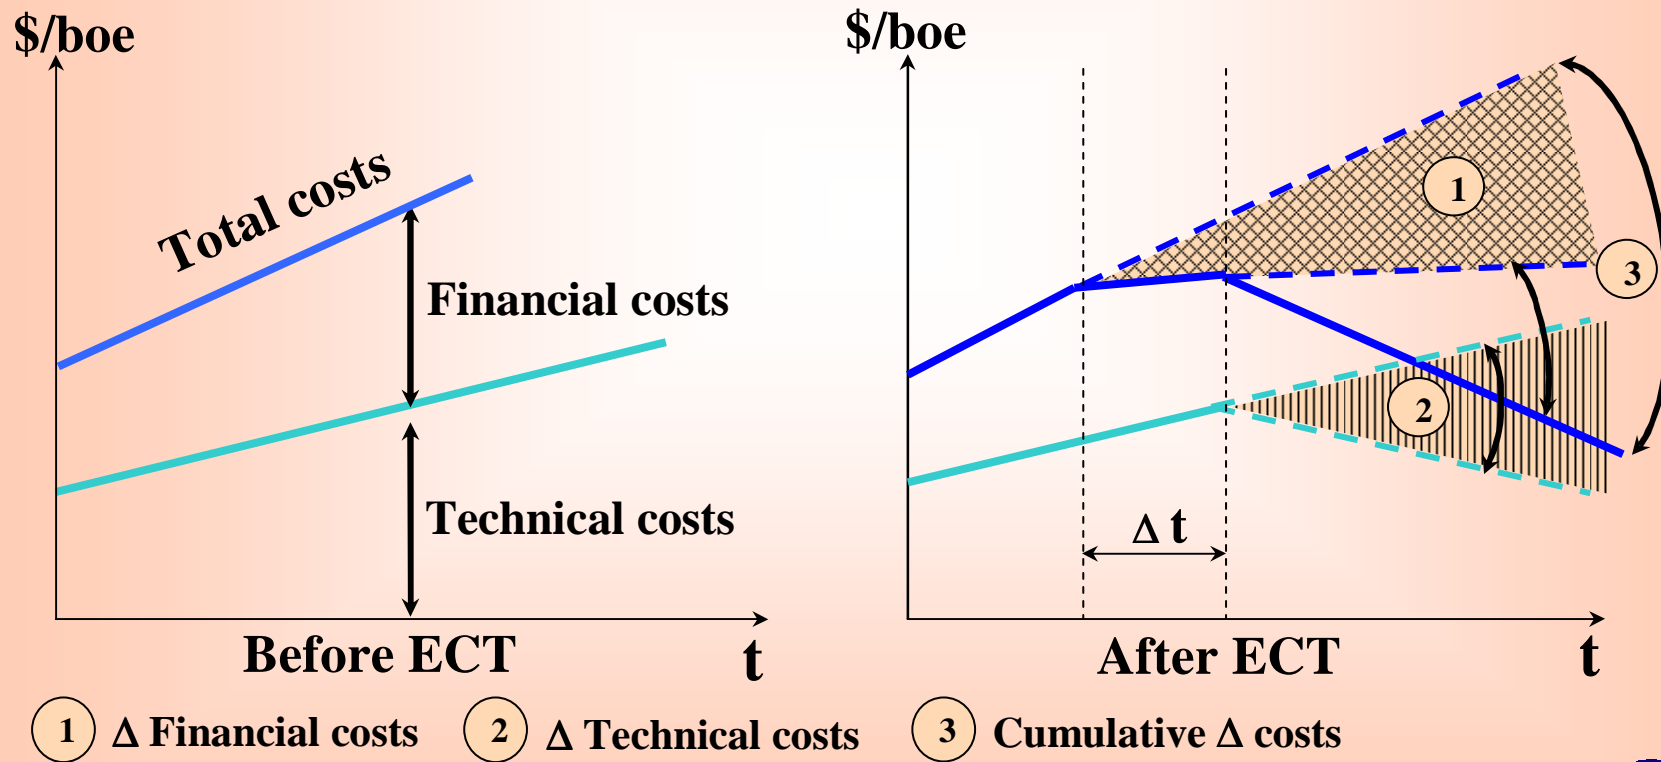 $/boe
$/boe
Total costs
1
Financial costs
3
2
Technical costs
Δ t
Before ECT
t
After ECT
t
1 Δ Financial costs 2 Δ Technical costs 3 Cumulative Δ costs